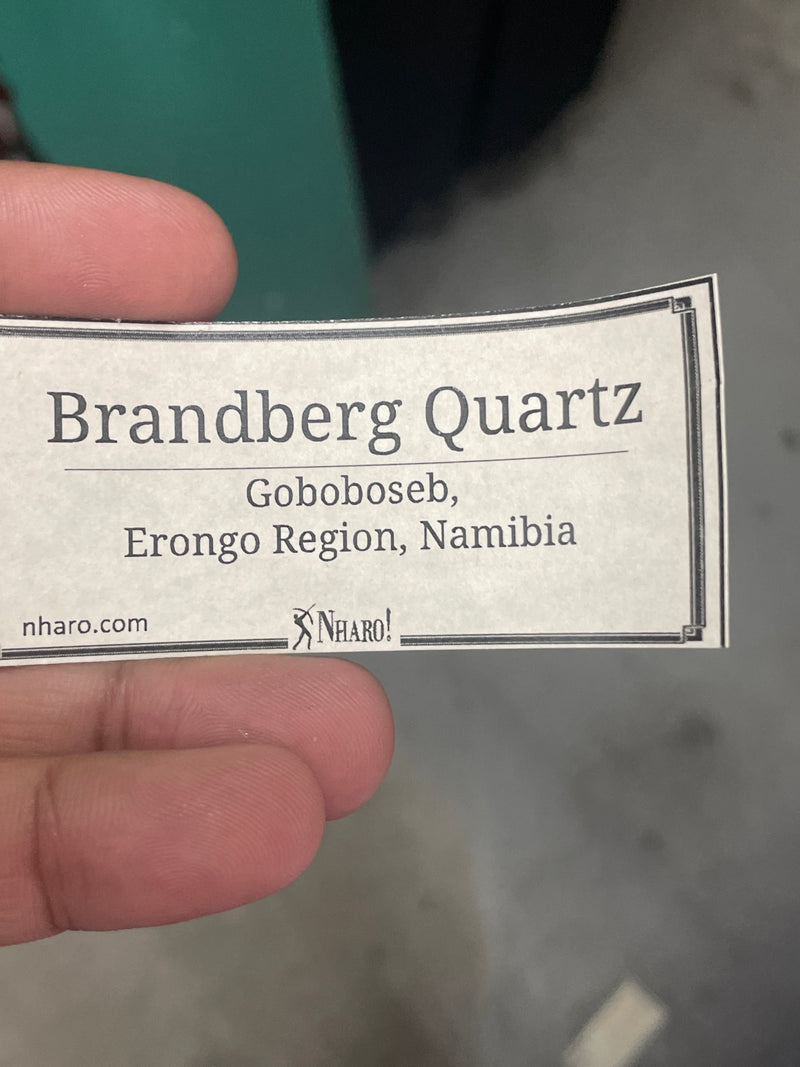 Brandberg Quartz
Goboboseb,
Erongo Region, Namibia
nharo.com
NHARO!